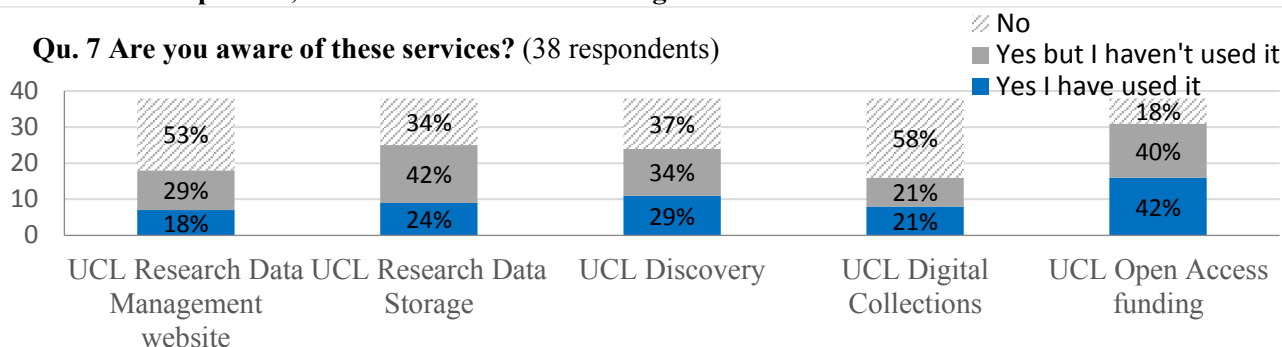 Qu. 7 Are you aware of these services? (38 respondents)
No
Yes but I haven't used it
Yes I have used it
40
30
20
10
0
53%
29%
18%
34%
42%
24%
37%
34%
29%
58%
21%
21%
18%
40%
42%
UCL Research Data
Management
website
UCL Research Data
Storage
UCL Discovery
UCL Digital
Collections
UCL Open Access
funding